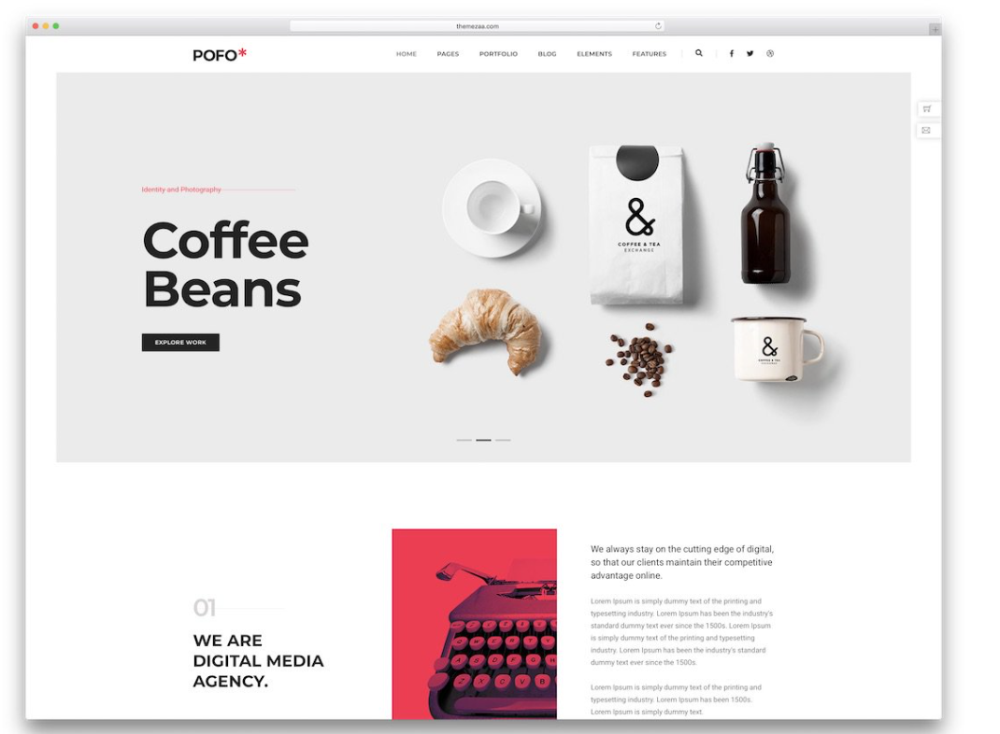 themezaa.com
POFO*
HOME PAGES PORTFOLIO BLOG ELEMENTS FEATURES
Identity and Photography
Coffee
Beans
EXPLORE WORK
&
COFFEE & TEA
EXCHANGE
&
COFFEE & TEA
01
WE ARE
DIGITAL MEDIA
AGENCY.
We always stay on the cutting edge of digital,
so that our clients maintain their competitive
advantage online.
Lorem Ipsum is simply dummy text of the printing and
typesetting industry. Lorem Ipsum has been the industry's
standard dummy text ever since the 1500s. Lorem Ipsum
is simply dummy text of the printing and typesetting
industry. Lorem Ipsum has been the industry's standard
dummy text ever since the 1500s.
Lorem Ipsum is simply dummy text of the printing and
typesetting industry. Lorem Ipsum has been 1500s.
Lorem Ipsum is simply dummy text.